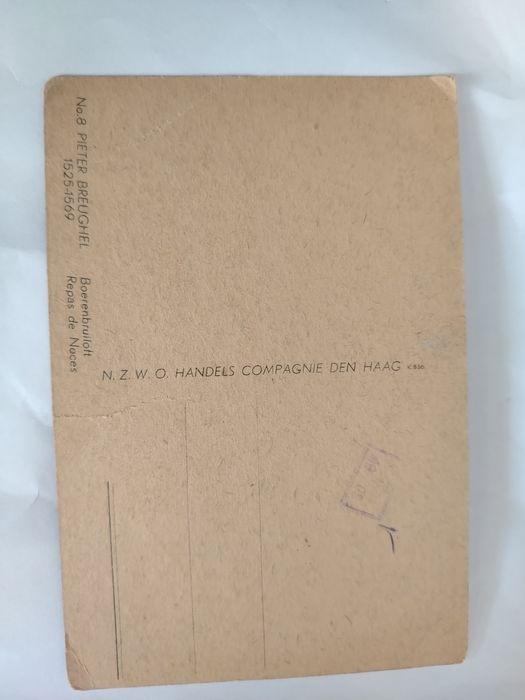 No. 8 PIETER BREUGHEL
1525-1569
Boerenbruiloft
Repas de Noces
N. Z. W. O. HANDELS COMPAGNIE DEN HAAG